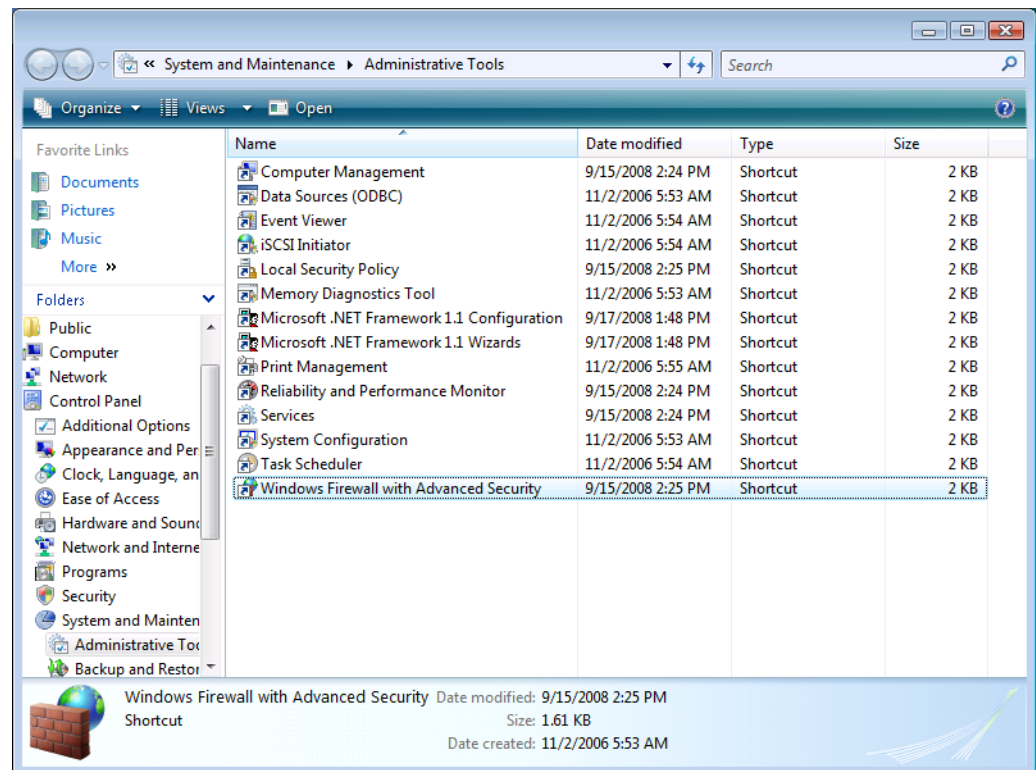 « System and Maintenance ▸ Administrative Tools
Search
Organize Views Open
Favorite Links
Documents
Pictures
Music
More »
Folders
Public
Computer
Network
Control Panel
Additional Options
Appearance and Per
Clock, Language, an
Ease of Access
Hardware and Sound
Network and Interne
Programs
Security
System and Mainten
Administrative Too
Backup and Restor
Name Date modified Type Size
Computer Management 9/15/2008 2:24 PM Shortcut 2 KB
Data Sources (ODBC) 11/2/2006 5:53 AM Shortcut 2 KB
Event Viewer 11/2/2006 5:54 AM Shortcut 2 KB
iSCSI Initiator 11/2/2006 5:54 AM Shortcut 2 KB
Local Security Policy 9/15/2008 2:25 PM Shortcut 2 KB
Memory Diagnostics Tool 11/2/2006 5:53 AM Shortcut 2 KB
Microsoft .NET Framework 1.1 Configuration 9/17/2008 1:48 PM Shortcut 2 KB
Microsoft .NET Framework 1.1 Wizards 9/17/2008 1:48 PM Shortcut 2 KB
Print Management 11/2/2006 5:55 AM Shortcut 2 KB
Reliability and Performance Monitor 9/15/2008 2:24 PM Shortcut 2 KB
Services 9/15/2008 2:24 PM Shortcut 2 KB
System Configuration 11/2/2006 5:53 AM Shortcut 2 KB
Task Scheduler 11/2/2006 5:54 AM Shortcut 2 KB
Windows Firewall with Advanced Security 9/15/2008 2:25 PM Shortcut 2 KB
Windows Firewall with Advanced Security Date modified: 9/15/2008 2:25 PM
Shortcut Size: 1.61 KB
Date created: 11/2/2006 5:53 AM